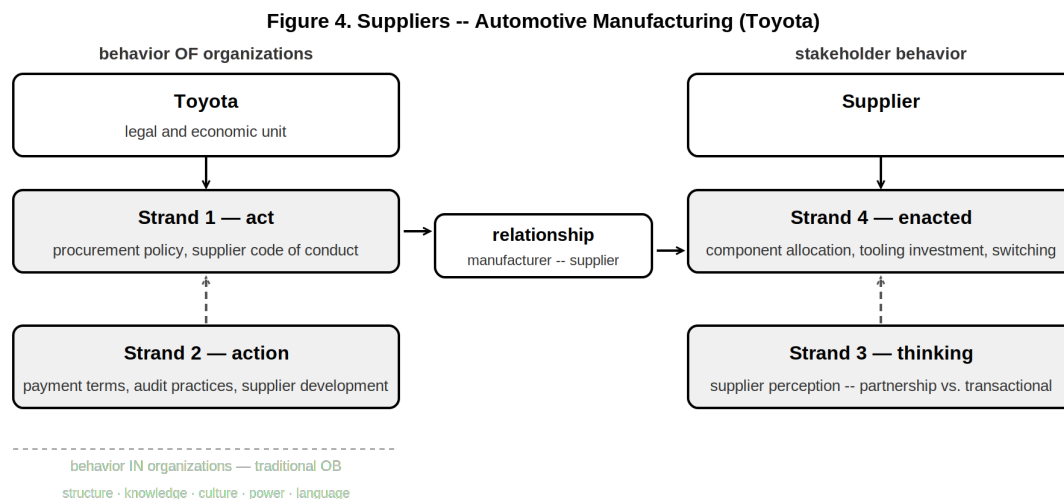 Figure 4. Suppliers -- Automotive Manufacturing (Toyota)
behavior OF organizations
stakeholder behavior
Toyota
legal and economic unit
Supplier
Strand 1 — act
procurement policy, supplier code of conduct
relationship
manufacturer -- supplier
Strand 4 — enacted
component allocation, tooling investment, switching
Strand 2 — action
payment terms, audit practices, supplier development
Strand 3 — thinking
supplier perception -- partnership vs. transactional
behavior IN organizations — traditional OB
structure · knowledge · culture · power · language